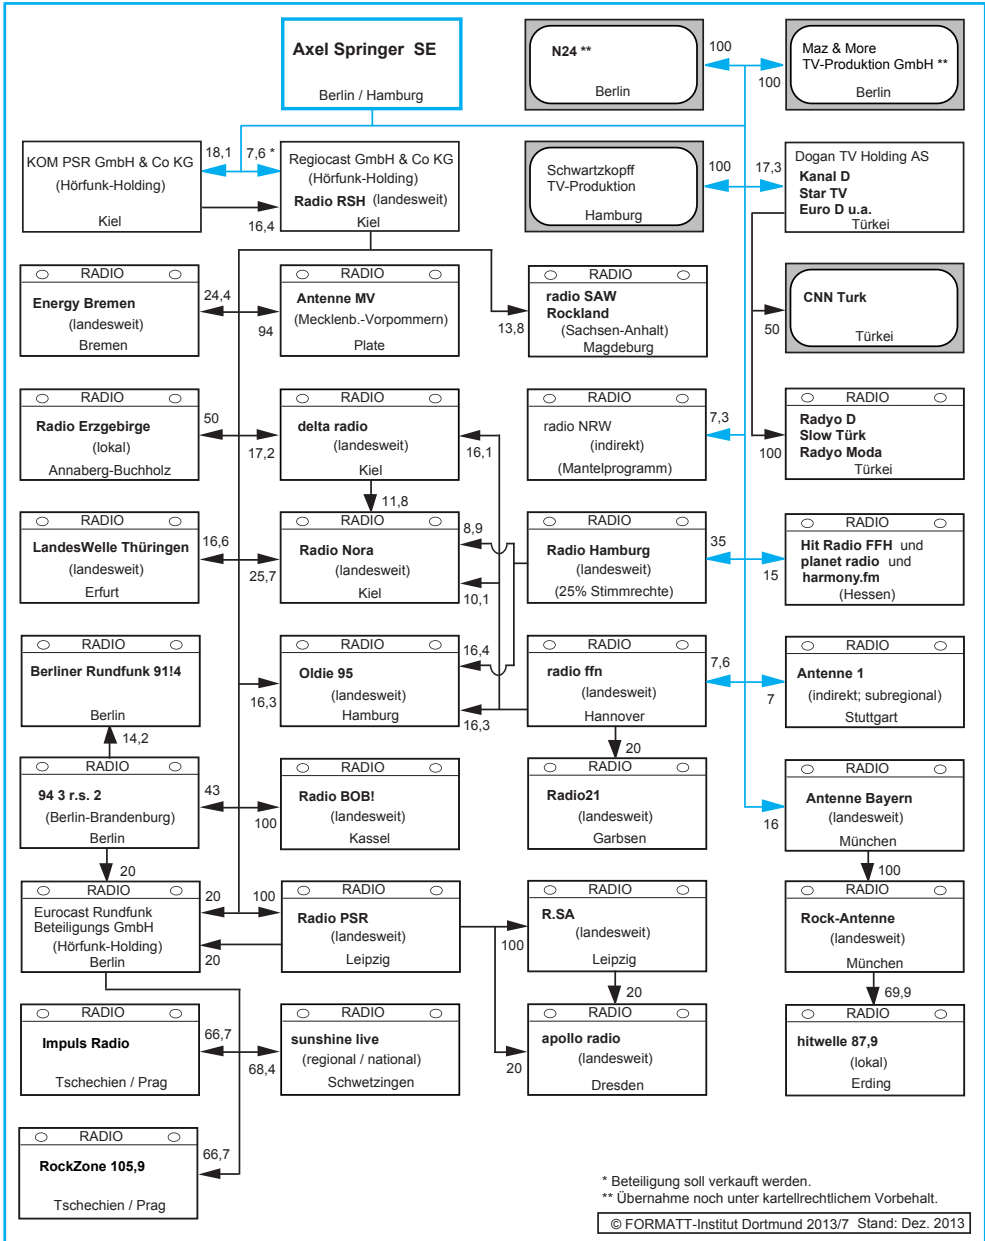 Axel Springer SE
Berlin / Hamburg
N24 **
Berlin
100
100
Maz & More
TV-Produktion GmbH **
Berlin
KOM PSR GmbH & Co KG
(Hörfunk-Holding)
Kiel
18,1
7,6 *
16,4
Regiocast GmbH & Co KG
(Hörfunk-Holding)
Radio RSH (landesweit)
Kiel
Schwartzkopff
TV-Produktion
Hamburg
100
17,3
Dogan TV Holding AS
Kanal D
Star TV
Euro D u.a.
Türkei
RADIO
Energy Bremen
(landesweit)
Bremen
24,4
94
RADIO
Antenne MV
(Mecklenb.-Vorpommern)
Plate
13,8
RADIO
radio SAW
Rockland
(Sachsen-Anhalt)
Magdeburg
50
CNN Turk
Türkei
RADIO
Radio Erzgebirge
(lokal)
Annaberg-Buchholz
50
17,2
RADIO
delta radio
(landesweit)
Kiel
16,1
11,8
RADIO
radio NRW
(indirekt)
(Mantelprogramm)
7,3
100
RADIO
Radyo D
Slow Türk
Radyo Moda
Türkei
RADIO
LandesWelle Thüringen
(landesweit)
Erfurt
16,6
25,7
RADIO
Radio Nora
(landesweit)
Kiel
8,9
10,1
RADIO
Radio Hamburg
(landesweit)
(25% Stimmrechte)
35
15
RADIO
Hit Radio FFH und
planet radio und
harmony.fm
(Hessen)
RADIO
Berliner Rundfunk 91!4
Berlin
14,2
16,3
RADIO
Oldie 95
(landesweit)
Hamburg
16,4
16,3
RADIO
radio ffn
(landesweit)
Hannover
20
7,6
7
RADIO
Antenne 1
(indirekt; subregional)
Stuttgart
RADIO
94 3 r.s. 2
(Berlin-Brandenburg)
Berlin
20
43
100
RADIO
Radio BOB!
(landesweit)
Kassel
RADIO
Radio21
(landesweit)
Garbsen
16
RADIO
Antenne Bayern
(landesweit)
München
100
RADIO
Eurocast Rundfunk
Beteiligungs GmbH
(Hörfunk-Holding)
Berlin
20
100
20
RADIO
Radio PSR
(landesweit)
Leipzig
100
RADIO
R.SA
(landesweit)
Leipzig
20
RADIO
Rock-Antenne
(landesweit)
München
69,9
RADIO
Impuls Radio
Tschechien / Prag
66,7
68,4
RADIO
sunshine live
(regional / national)
Schwetzingen
20
RADIO
apollo radio
(landesweit)
Dresden
RADIO
hitwelle 87,9
(lokal)
Erding
RADIO
RockZone 105,9
Tschechien / Prag
66,7
* Beteiligung soll verkauft werden.
** Übernahme noch unter kartellrechtlichem Vorbehalt.
© FORMATT-Institut Dortmund 2013/7 Stand: Dez. 2013